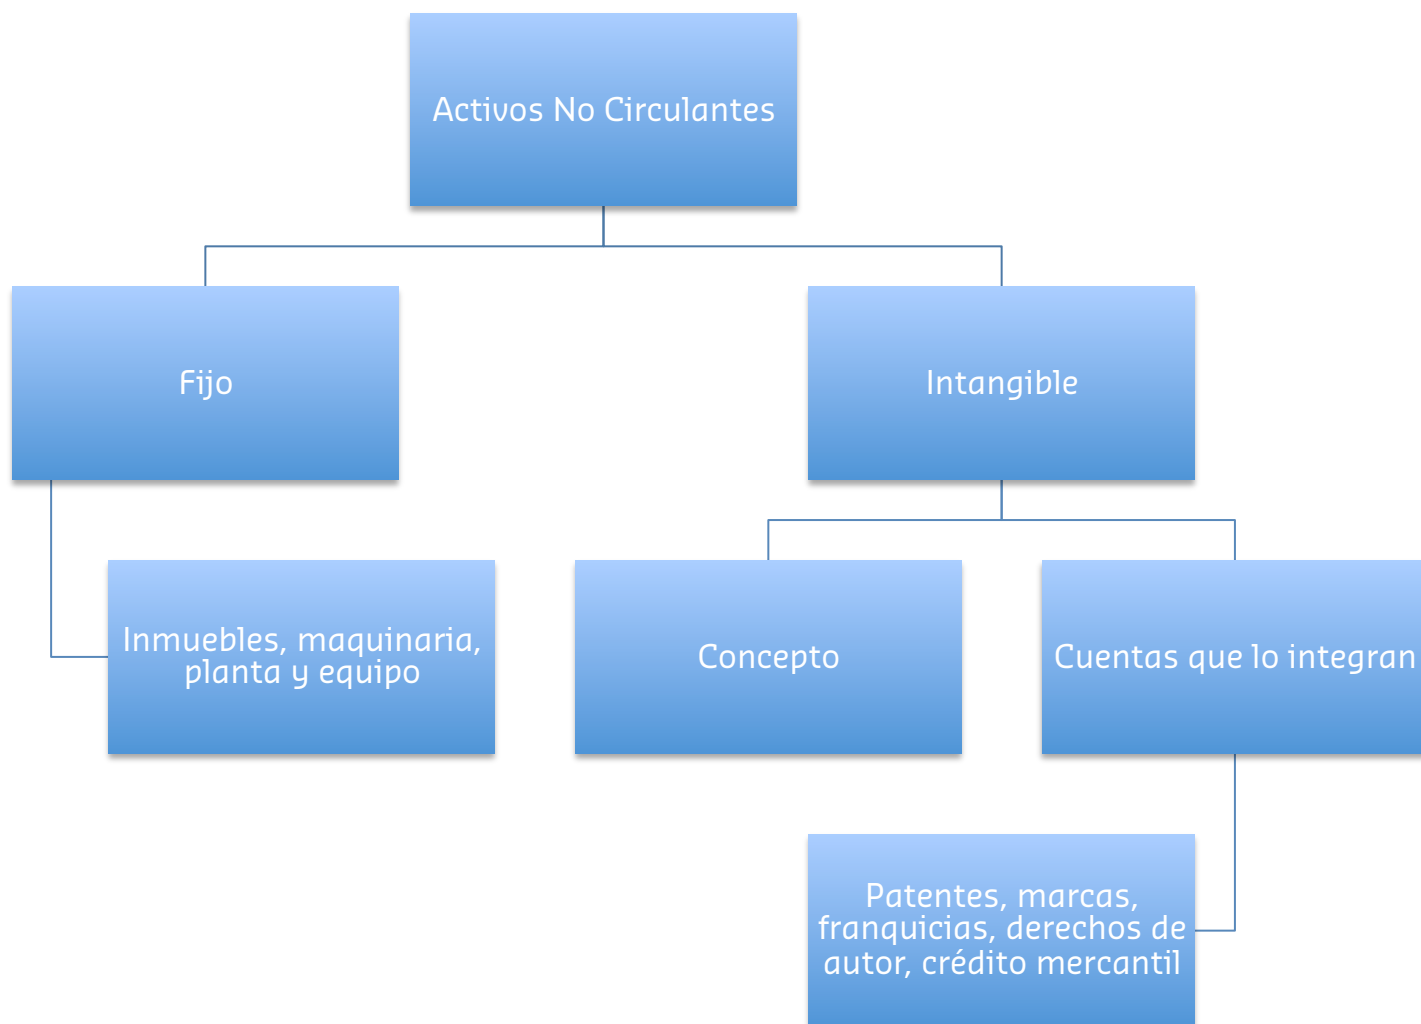 Activos No Circulantes
Fijo
Intangible
Inmuebles, maquinaria,
planta y equipo
Concepto
Cuentas que lo integran
Patentes, marcas,
franquicias, derechos de
autor, crédito mercantil